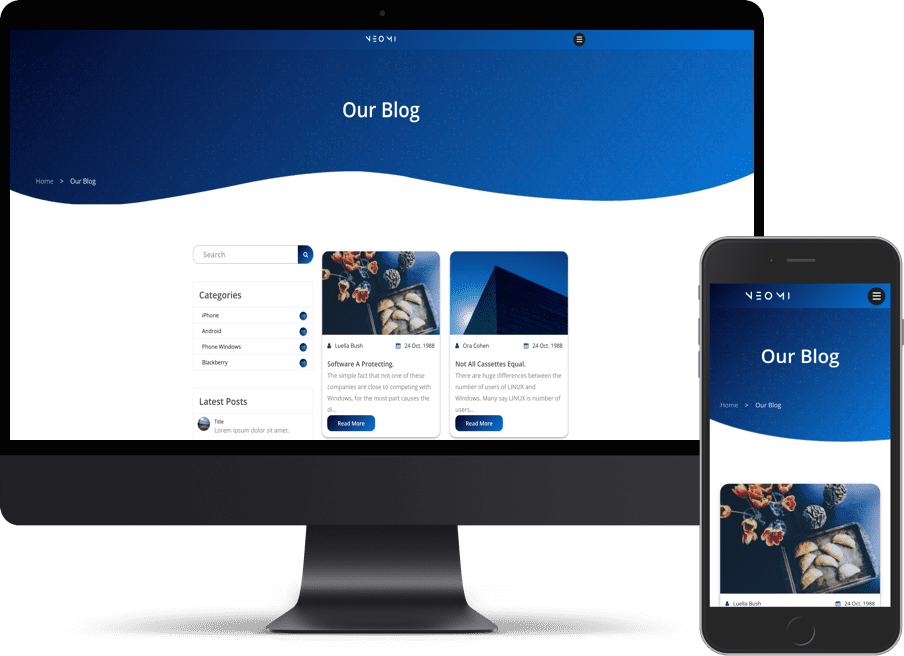 NEOMI
Our Blog
Home > Our Blog
Search
Categories
iPhone
Android
Phone Windows
Blackberry
Latest Posts
Title
Lorem ipsum dolor sit amet.
Luella Bush 24 Oct. 1988
Software A Protecting.
The simple fact that not one of these
companies are close to competing with
Windows, for the most part causes the
di...
Read More
Ora Cohen 24 Oct. 1988
Not All Cassettes Equal.
There are huge differences between the
number of users of LINUX and
Windows. Many say LINUX is number of
users...
Read More
NEOMI
Our Blog
Home > Our Blog
Luella Bush 24 Oct. 1988